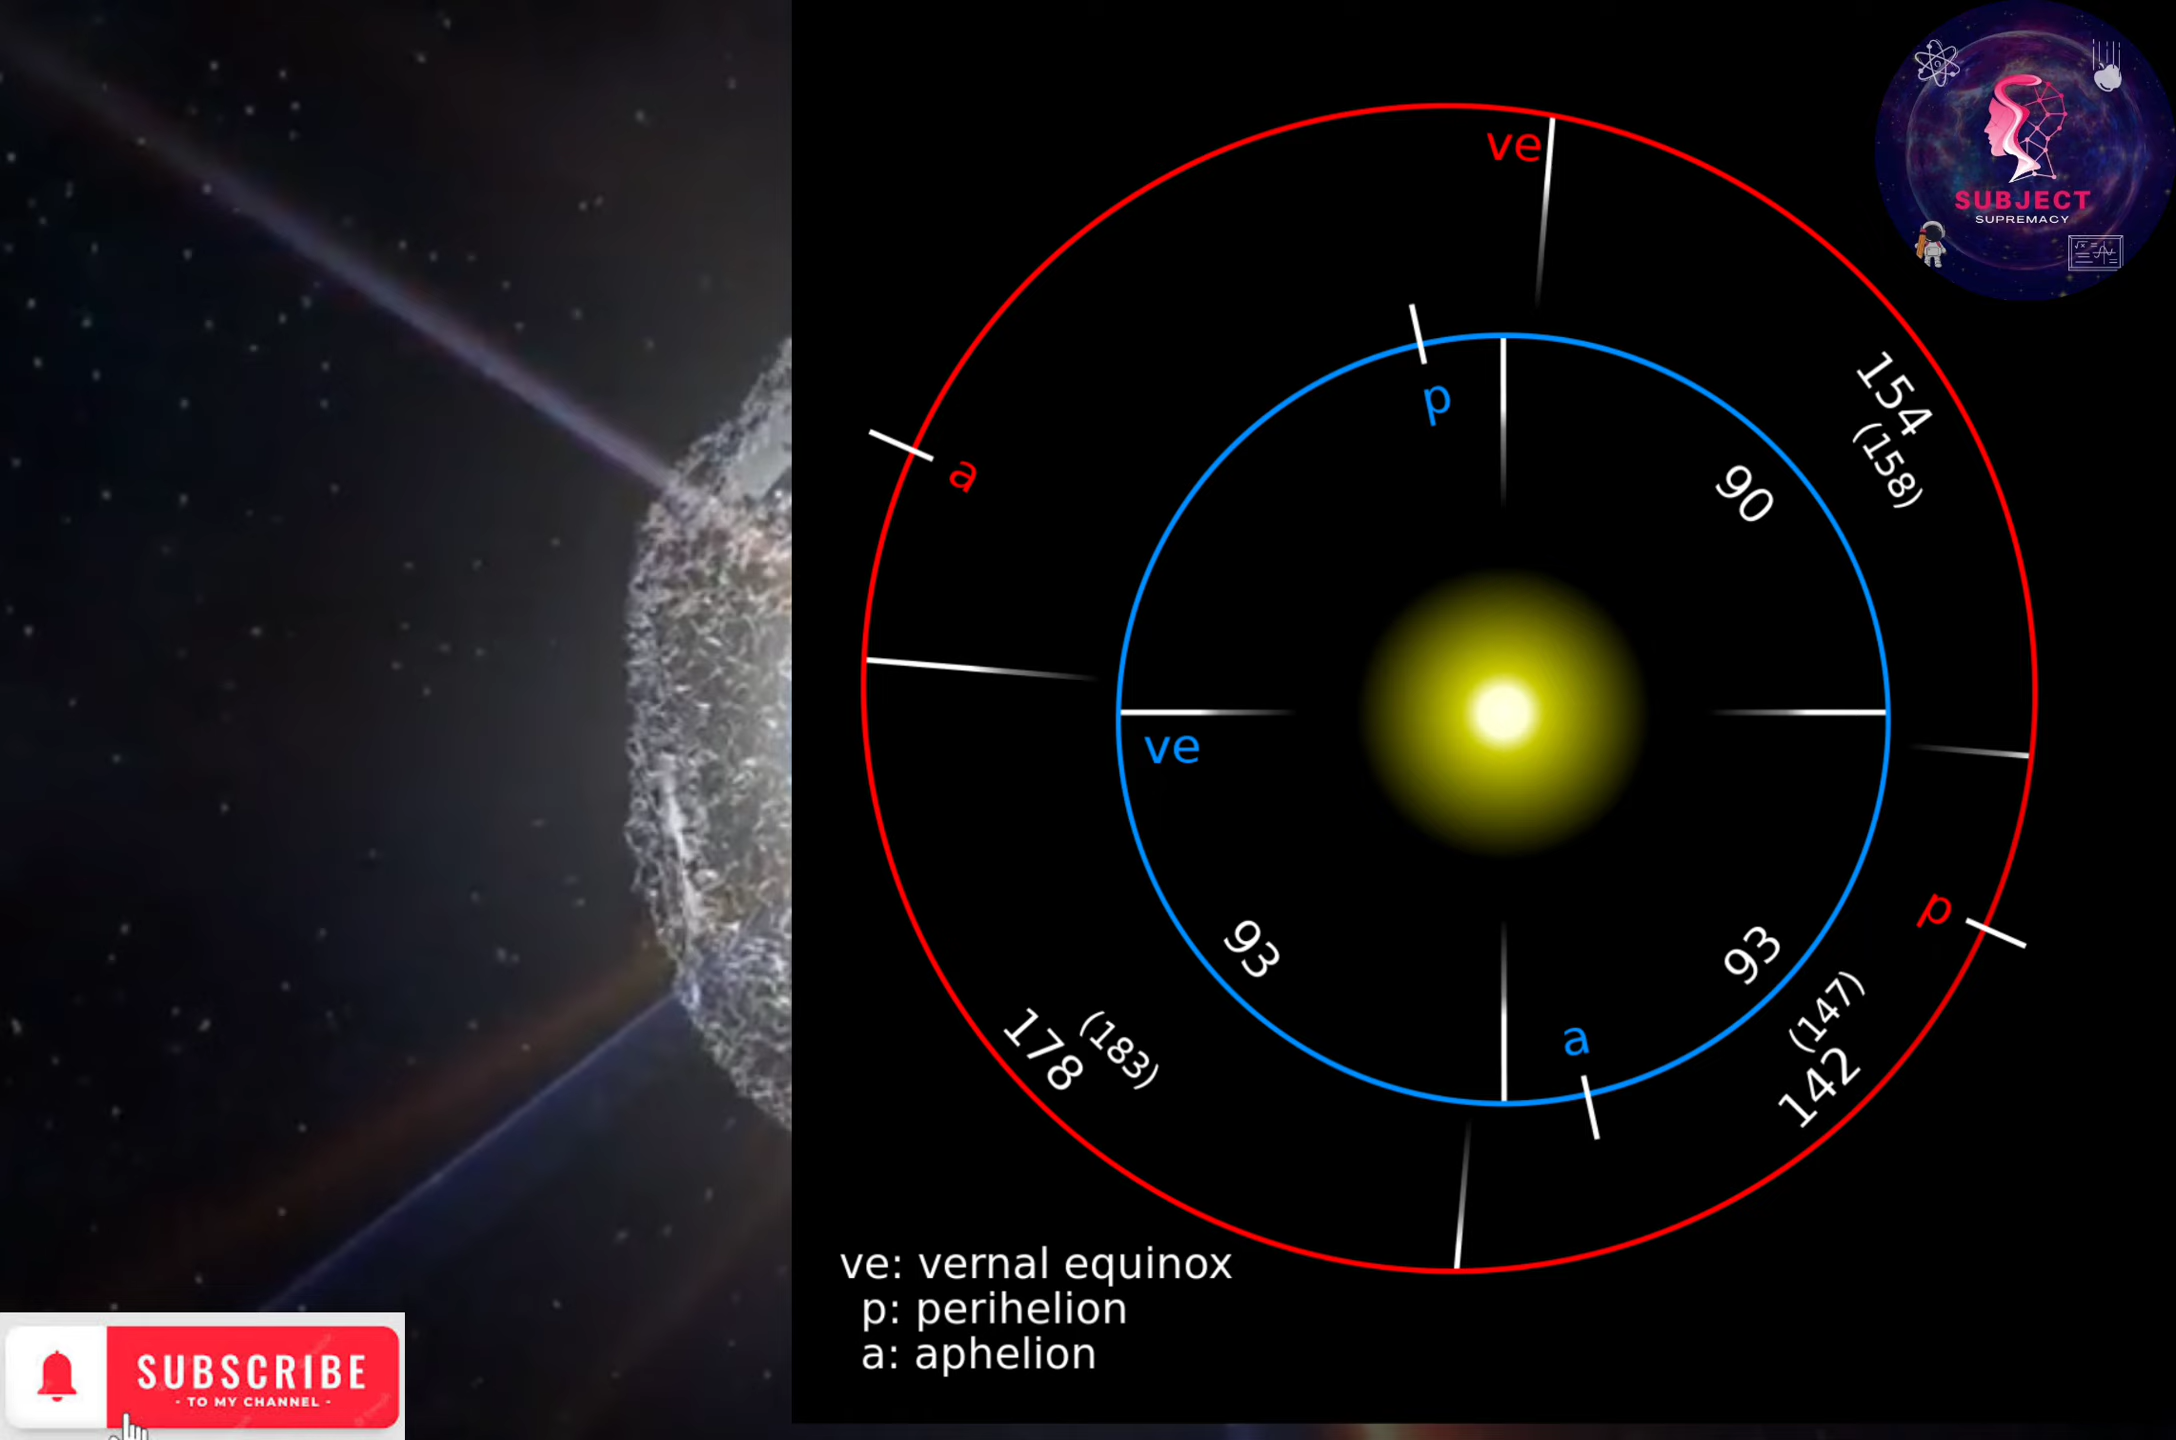 SUBJECT
SUPREMACY
ve
p
a
154
(158)
90
ve
p
93
93
(147)
142
a
(183)
178
ve: vernal equinox
p: perihelion
a: aphelion
SUBSCRIBE
- TO MY CHANNEL -